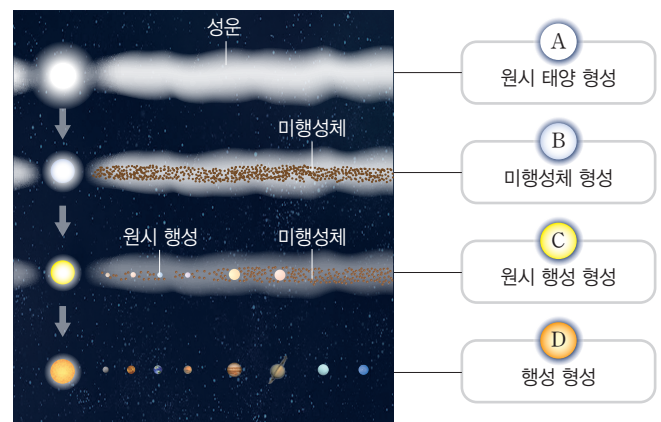 성운
A
원시 태양 형성
미행성체
B
미행성체 형성
원시 행성
미행성체
C
원시 행성 형성
D
행성 형성